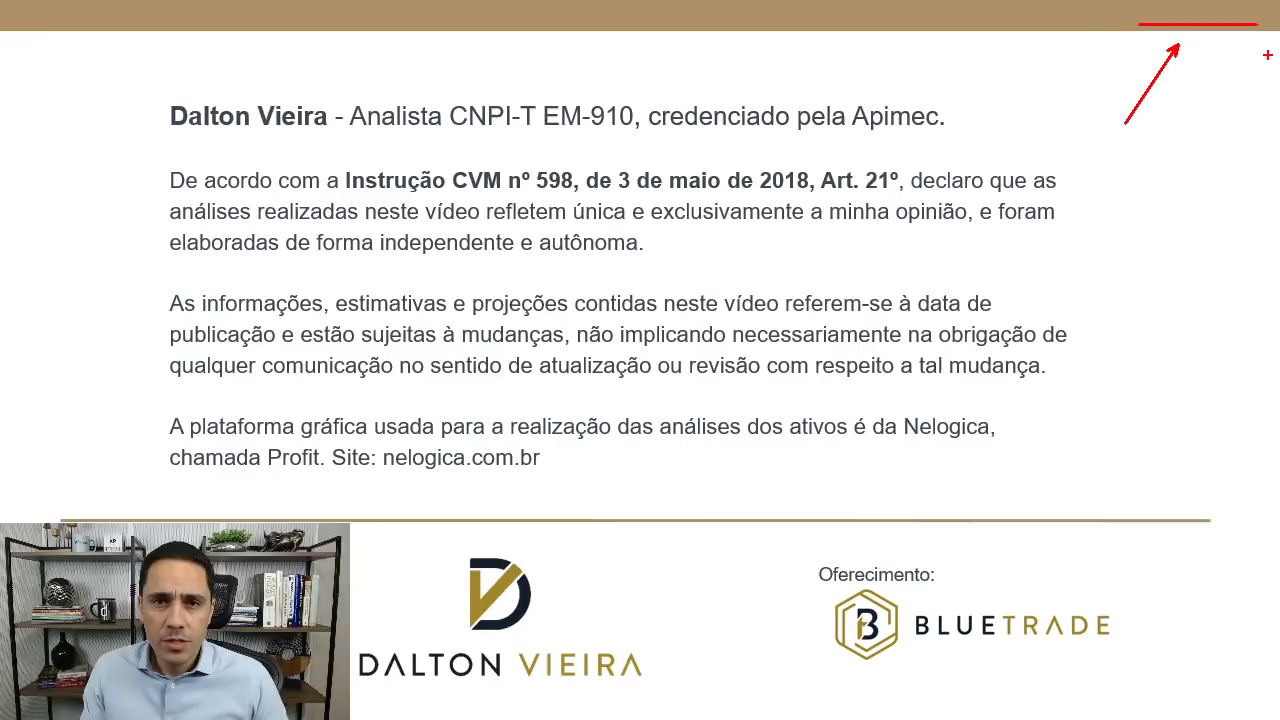 Dalton Vieira - Analista CNPI-T EM-910, credenciado pela Apimec.
De acordo com a Instrução CVM nº 598, de 3 de maio de 2018, Art. 21º, declaro que as
análises realizadas neste vídeo refletem única e exclusivamente a minha opinião, e foram
elaboradas de forma independente e autônoma.
As informações, estimativas e projeções contidas neste vídeo referem-se à data de
publicação e estão sujeitas à mudanças, não implicando necessariamente na obrigação de
qualquer comunicação no sentido de atualização ou revisão com respeito a tal mudança.
A plataforma gráfica usada para a realização das análises dos ativos é da Nelogica,
chamada Profit. Site: nelogica.com.br
XP
DALTON VIEIRA
Oferecimento:
BLUETRADE